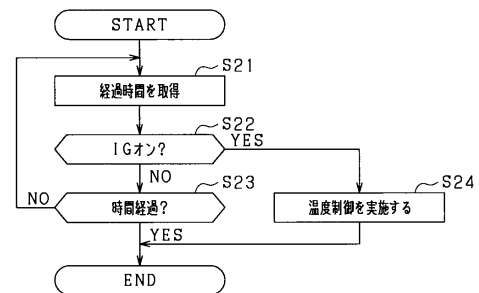 START
S21
経過時間を取得
S22
IGオン?
YES
NO
S23
NO
時間経過?
S24
温度制御を実施する
YES
END